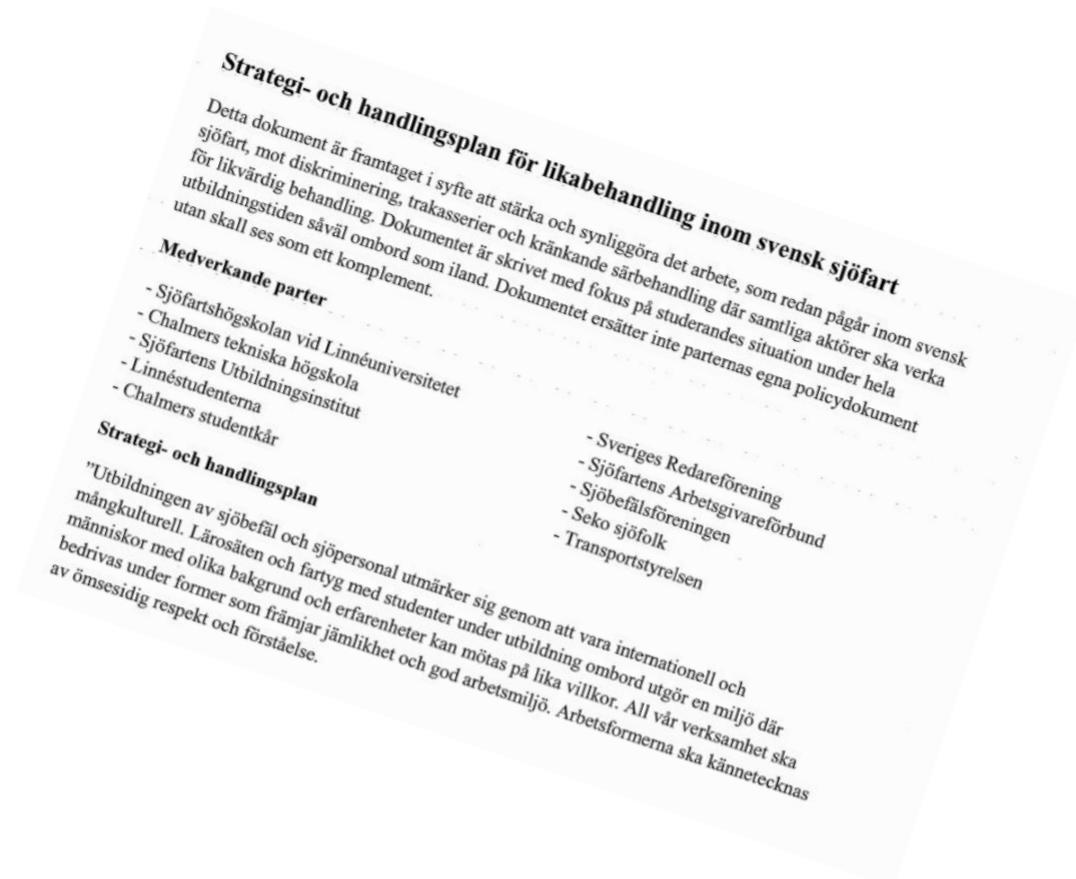 Strategi- och handlingsplan för likabehandling inom svensk sjöfart
Detta dokument är framtaget i syfte att stärka och synliggöra det arbete, som redan pågår inom svensk
sjöfart, mot diskriminering, trakasserier och kränkande särbehandling där samtliga aktörer ska verka
för likvärdig behandling. Dokumentet är skrivet med fokus på studerandes situation under hela
utbildningstiden såväl ombord som iland. Dokumentet ersätter inte parternas egna policydokument
utan skall ses som ett komplement.
Medverkande parter
- Sjöfartshögskolan vid Linnéuniversitetet
- Chalmers tekniska högskola
- Sjöfartens Utbildningsinstitut
- Linnéstudenterna
- Chalmers studentkår
- Sveriges Redareförening
- Sjöfartens Arbetsgivareförbund
- Sjöbefälsföreningen
- Seko sjöfolk
- Transportstyrelsen
Strategi- och handlingsplan
”Utbildningen av sjöbefäl och sjöpersonal utmärker sig genom att vara internationell och
mångkulturell. Lärosäten och fartyg med studenter under utbildning ombord utgör en miljö där
människor med olika bakgrund och erfarenheter kan mötas på lika villkor. All vår verksamhet ska
bedrivas under former som främjar jämlikhet och god arbetsmiljö. Arbetsformerna ska kännetecknas
av ömsesidig respekt och förståelse.